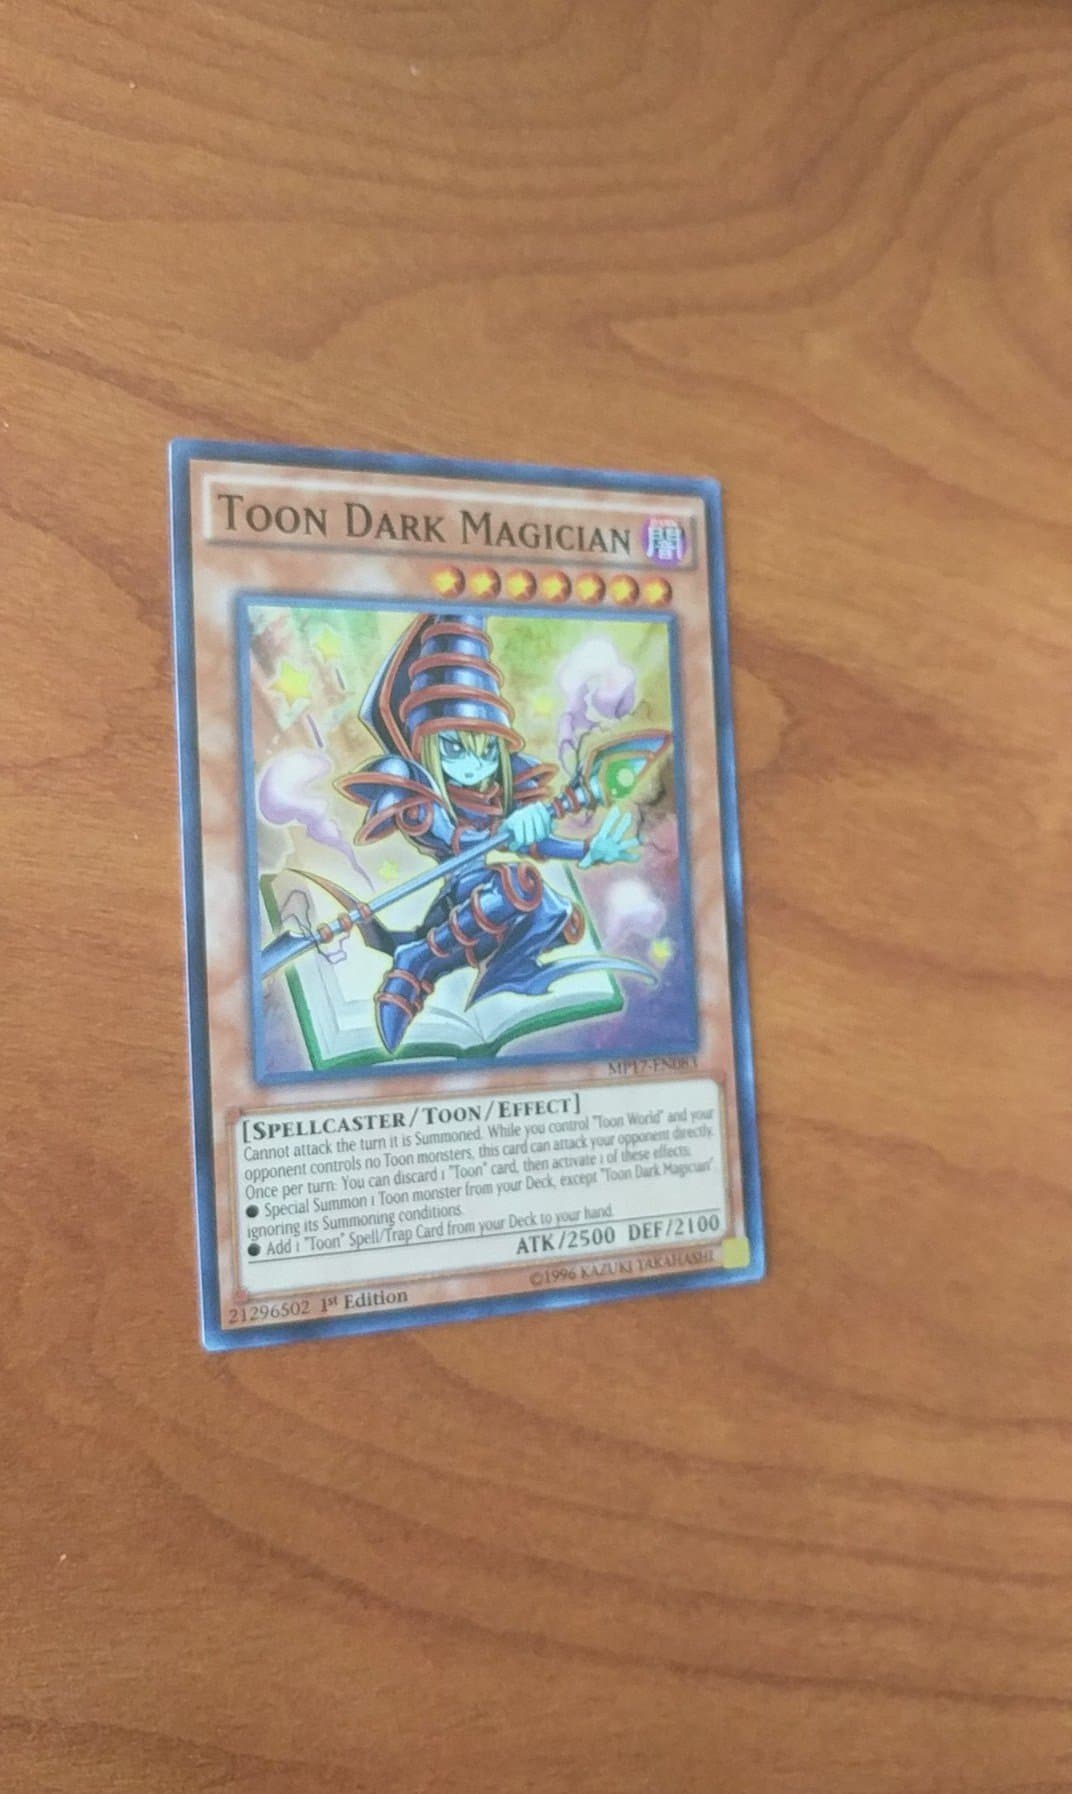 TOON DARK MAGICIAN 闇
MP17-EN083
[SPELLCASTER/TOON/EFFECT]
Cannot attack the turn it is Summoned. While you control "Toon World" and your
opponent controls no Toon monsters, this card can attack your opponent directly.
Once per turn: You can discard 1 "Toon" card, then activate 1 of these effects.
● Special Summon 1 Toon monster from your Deck, except "Toon Dark Magician",
ignoring its Summoning conditions.
● Add 1 "Toon" Spell/Trap Card from your Deck to your hand.
ATK/2500 DEF/2100
21296502 1st Edition ©1996 KAZUKI TAKAHASHI